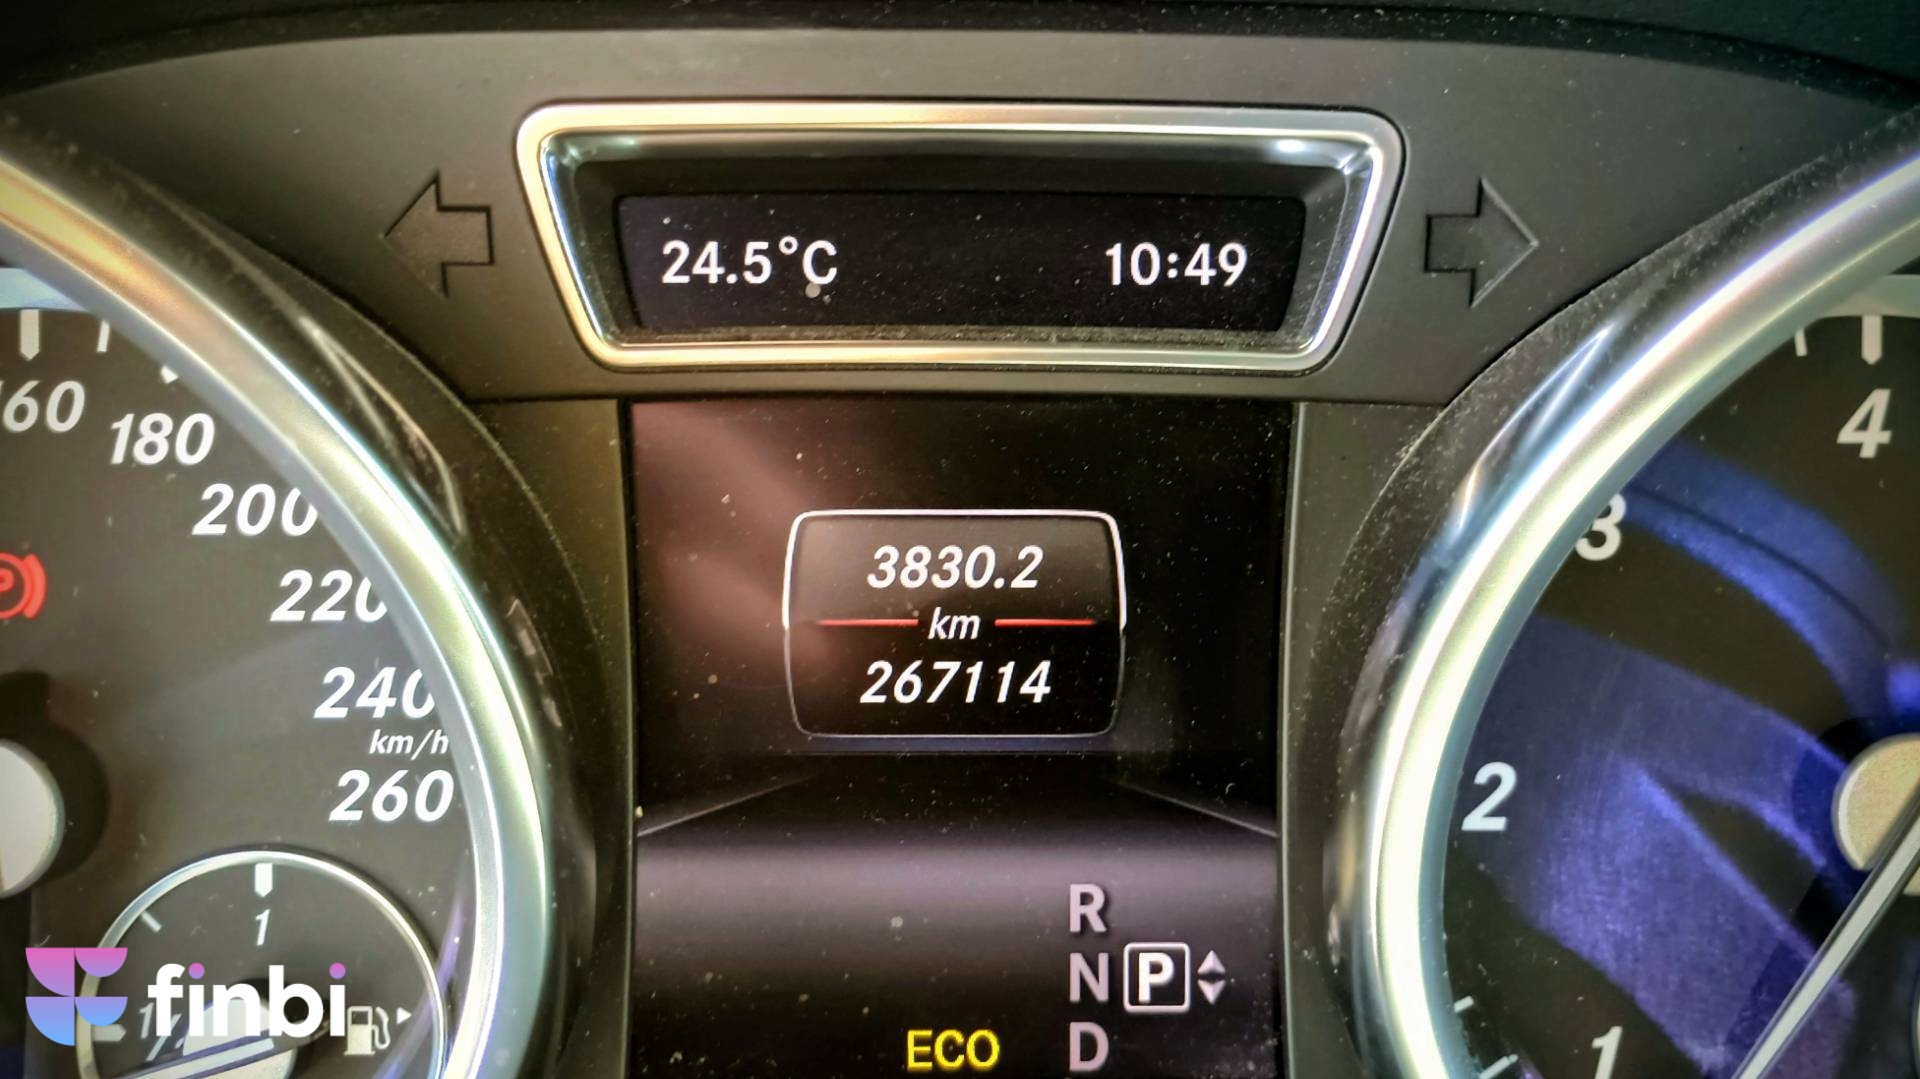 24.5°C 10:49
160
180
200
220
240
km/h
260
P
3830.2
km
267114
4
3
2
1
1
R
N P
D
ECO
finbi